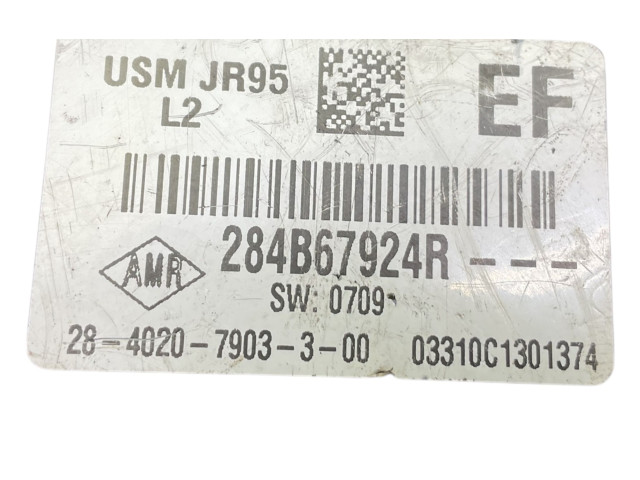 USM JR95
L2
EF
284B67924R - - -
AMR
SW: 0709
28-4020-7903-3-00 03310C1301374